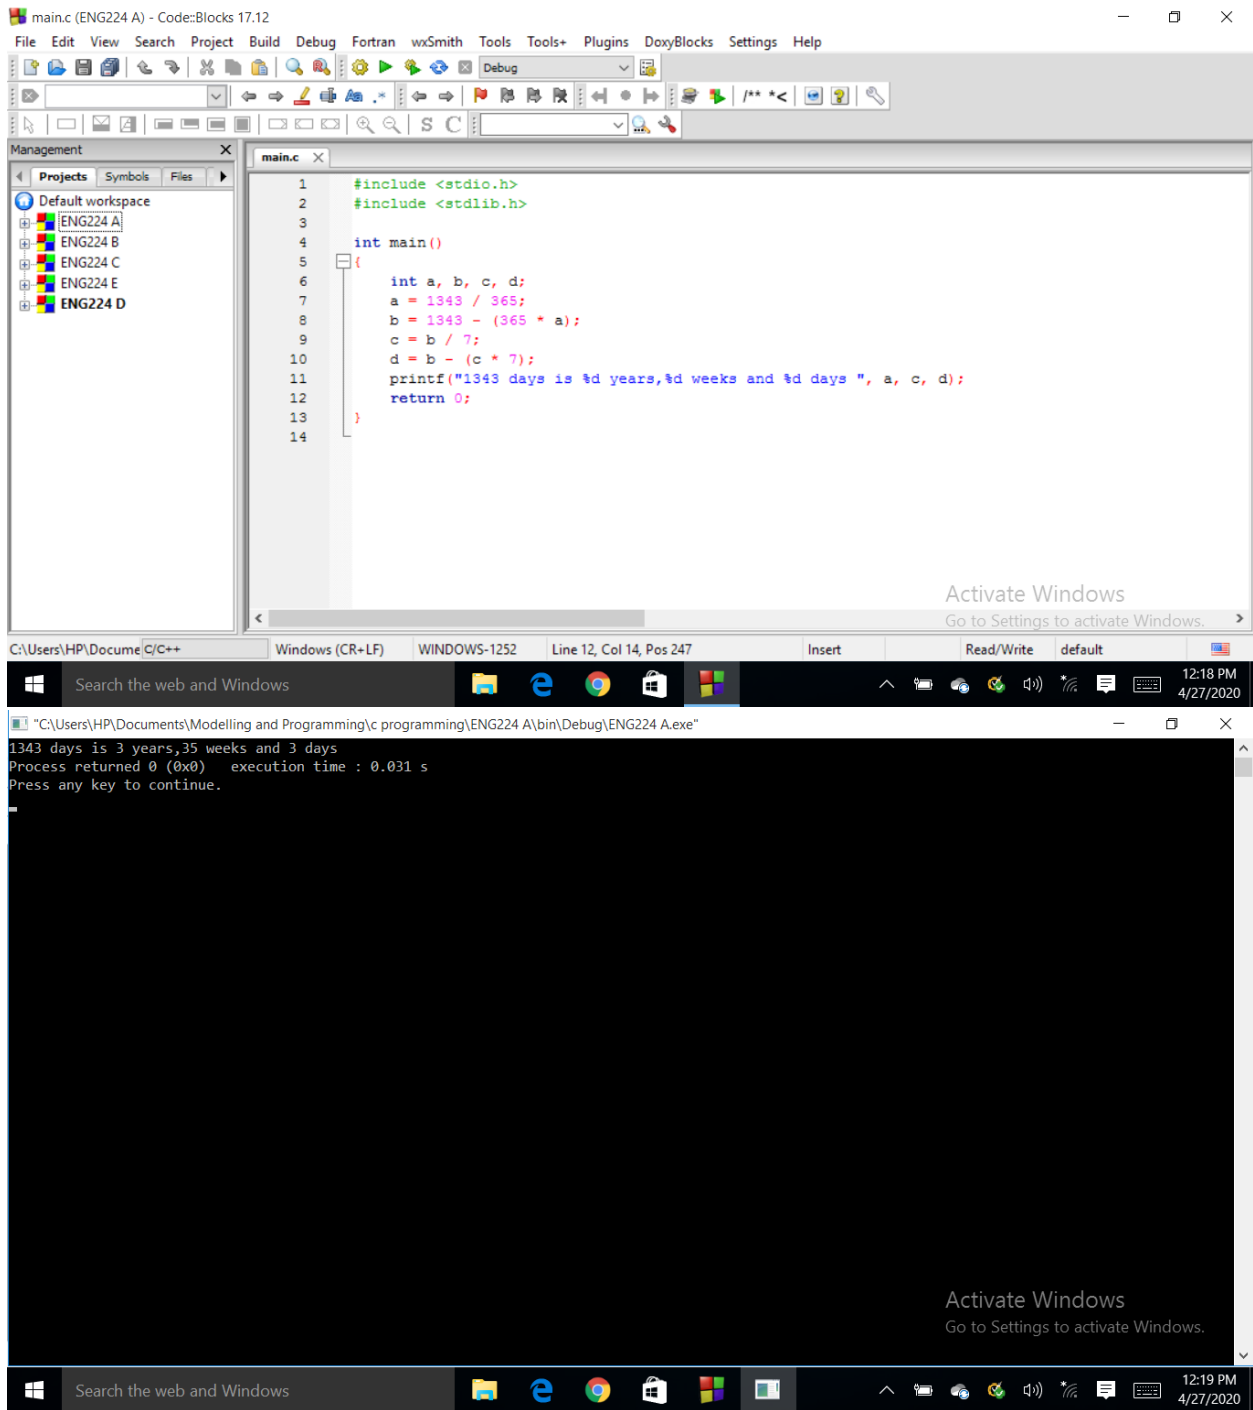 main.c (ENG224 A) - Code::Blocks 17.12
File Edit View Search Project Build Debug Fortran wxSmith Tools Tools+ Plugins DoxyBlocks Settings Help
Debug
/** *<
S C
Management
main.c
Projects Symbols Files
Default workspace
ENG224 A
ENG224 B
ENG224 C
ENG224 E
ENG224 D
1 #include <stdio.h>
2 #include <stdlib.h>
3
4 int main()
5 {
6 int a, b, c, d;
7 a = 1343 / 365;
8 b = 1343 - (365 * a);
9 c = b / 7;
10 d = b - (c * 7);
11 printf("1343 days is %d years,%d weeks and %d days ", a, c, d);
12 return 0;
13 }
14
Activate Windows
Go to Settings to activate Windows.
C:\Users\HP\Docume C/C++ Windows (CR+LF) WINDOWS-1252 Line 12, Col 14, Pos 247 Insert Read/Write default
Search the web and Windows
12:18 PM
4/27/2020
"C:\Users\HP\Documents\Modelling and Programming\c programming\ENG224 A\bin\Debug\ENG224 A.exe"
1343 days is 3 years,35 weeks and 3 days
Process returned 0 (0x0) execution time : 0.031 s
Press any key to continue.
Activate Windows
Go to Settings to activate Windows.
Search the web and Windows
12:19 PM
4/27/2020